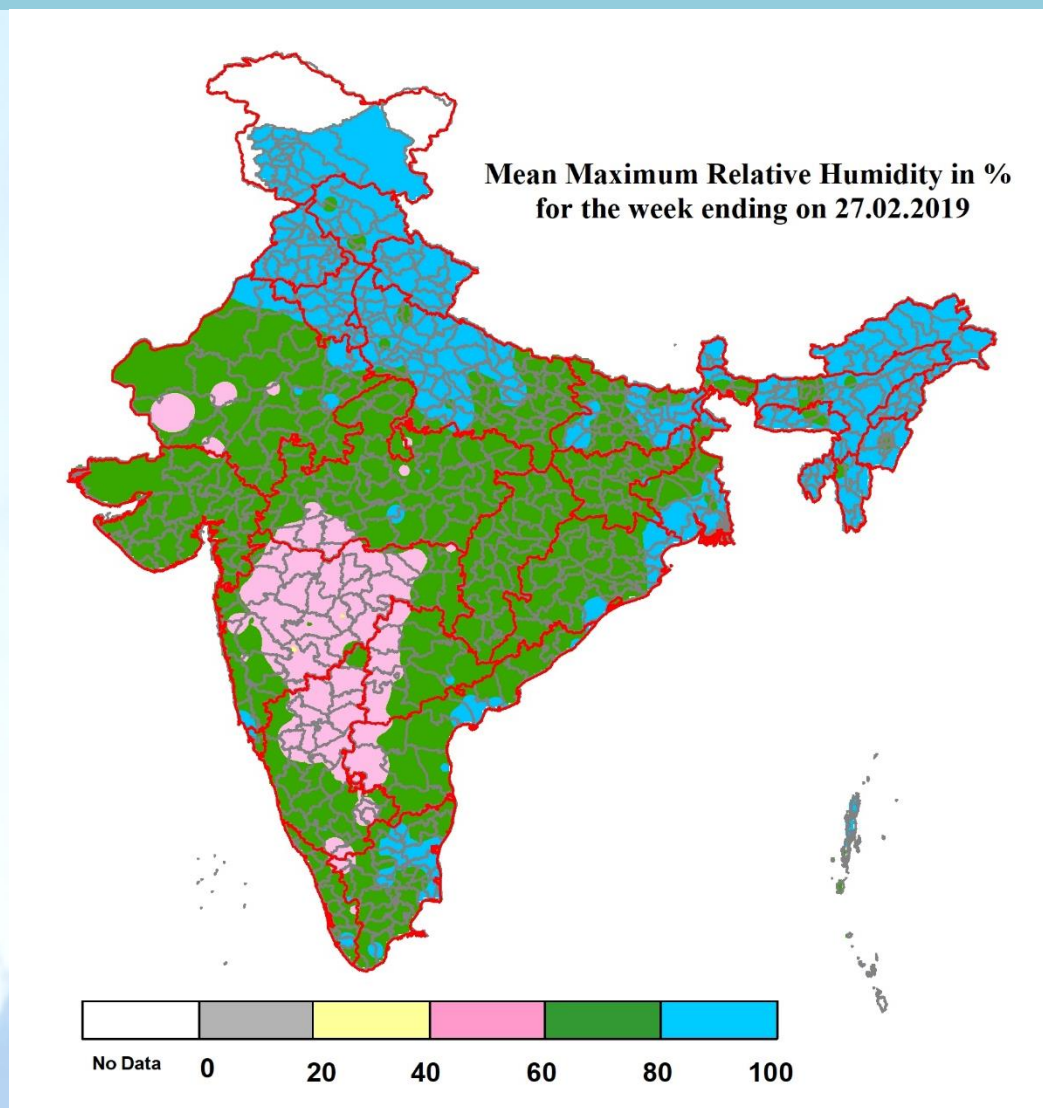 Mean Maximum Relative Humidity in %
for the week ending on 27.02.2019
No Data 0 20 40 60 80 100